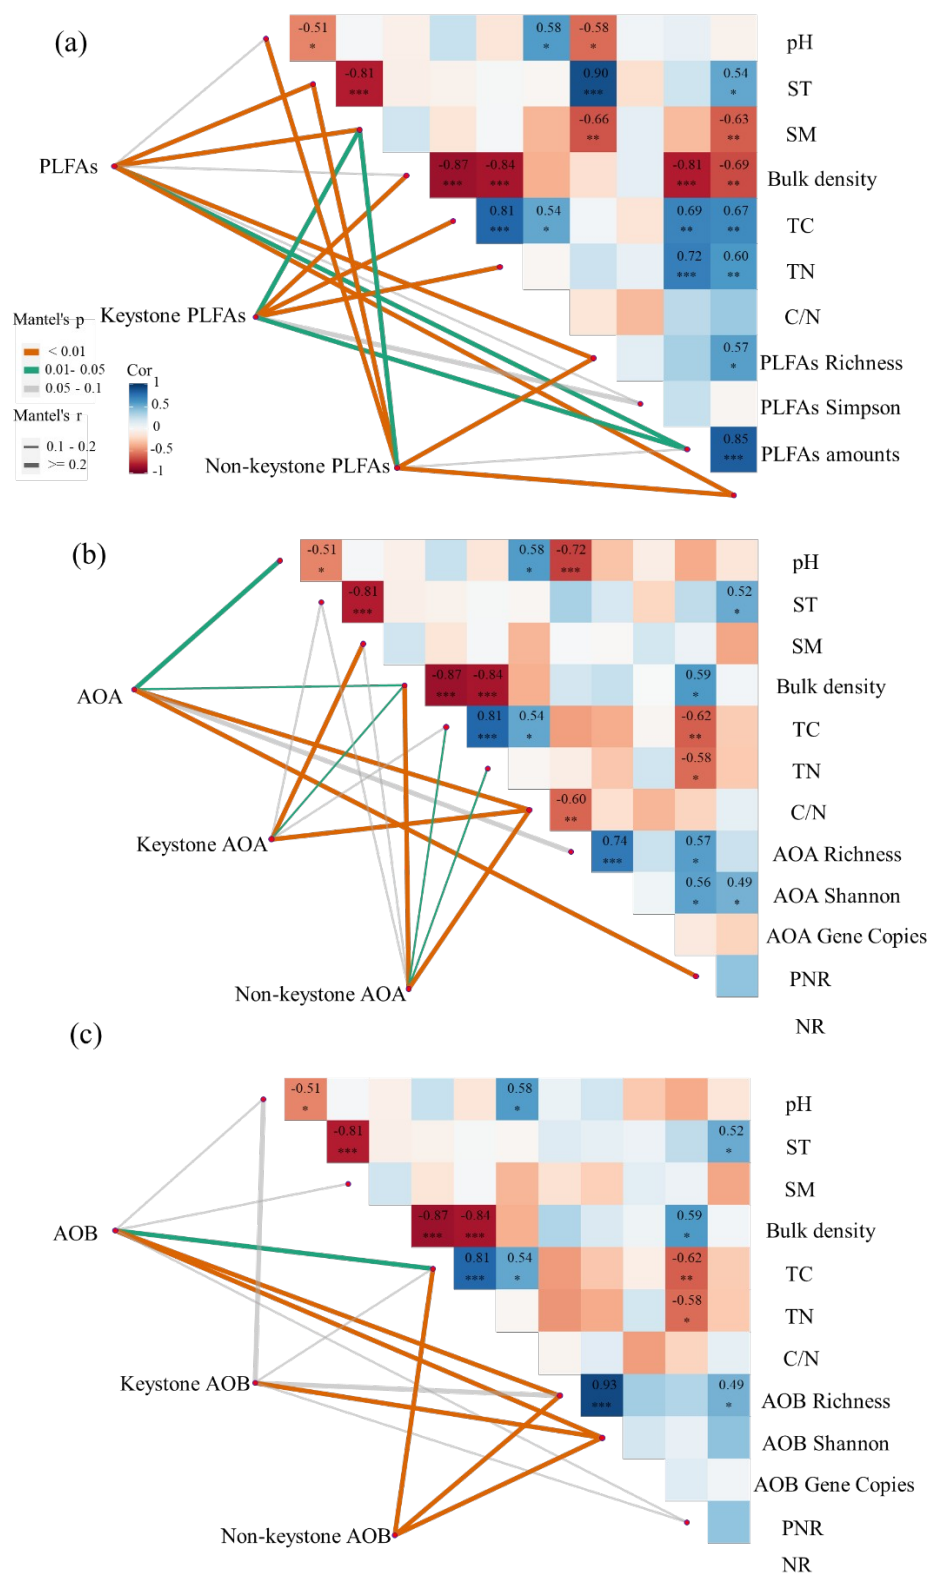 (a)
-0.51 0.58 -0.58 pH
* * *
-0.81 0.90 0.54 ST
*** *** *
-0.66 -0.63 SM
** **
PLFAs
-0.87 -0.84 -0.81 -0.69 Bulk density
*** *** *** **
0.81 0.54 0.69 0.67 TC
*** * ** **
0.72 0.60 TN
*** **
Keystone PLFAs C/N
Mantel's p
< 0.01
0.01- 0.05
0.05 - 0.1
Mantel's r
0.1 - 0.2
>= 0.2
Cor
1
0.5
0
-0.5
-1
0.57 PLFAs Richness
*
PLFAs Simpson
Non-keystone PLFAs 0.85 PLFAs amounts
***
(b)
-0.51 0.58 -0.72 pH
* * ***
-0.81 0.52 ST
*** *
SM
AOA -0.87 -0.84 0.59 Bulk density
*** *** *
0.81 0.54 -0.62 TC
*** * **
-0.58 TN
*
-0.60 C/N
**
Keystone AOA 0.74 0.57 AOA Richness
*** *
0.56 0.49 AOA Shannon
* *
AOA Gene Copies
Non-keystone AOA PNR
NR
(c)
-0.51 0.58 pH
* *
-0.81 0.52 ST
*** *
SM
AOB -0.87 -0.84 0.59 Bulk density
*** *** *
0.81 0.54 -0.62 TC
*** * **
-0.58 TN
*
C/N
Keystone AOB 0.93 0.49 AOB Richness
*** *
AOB Shannon
AOB Gene Copies
Non-keystone AOB PNR
NR